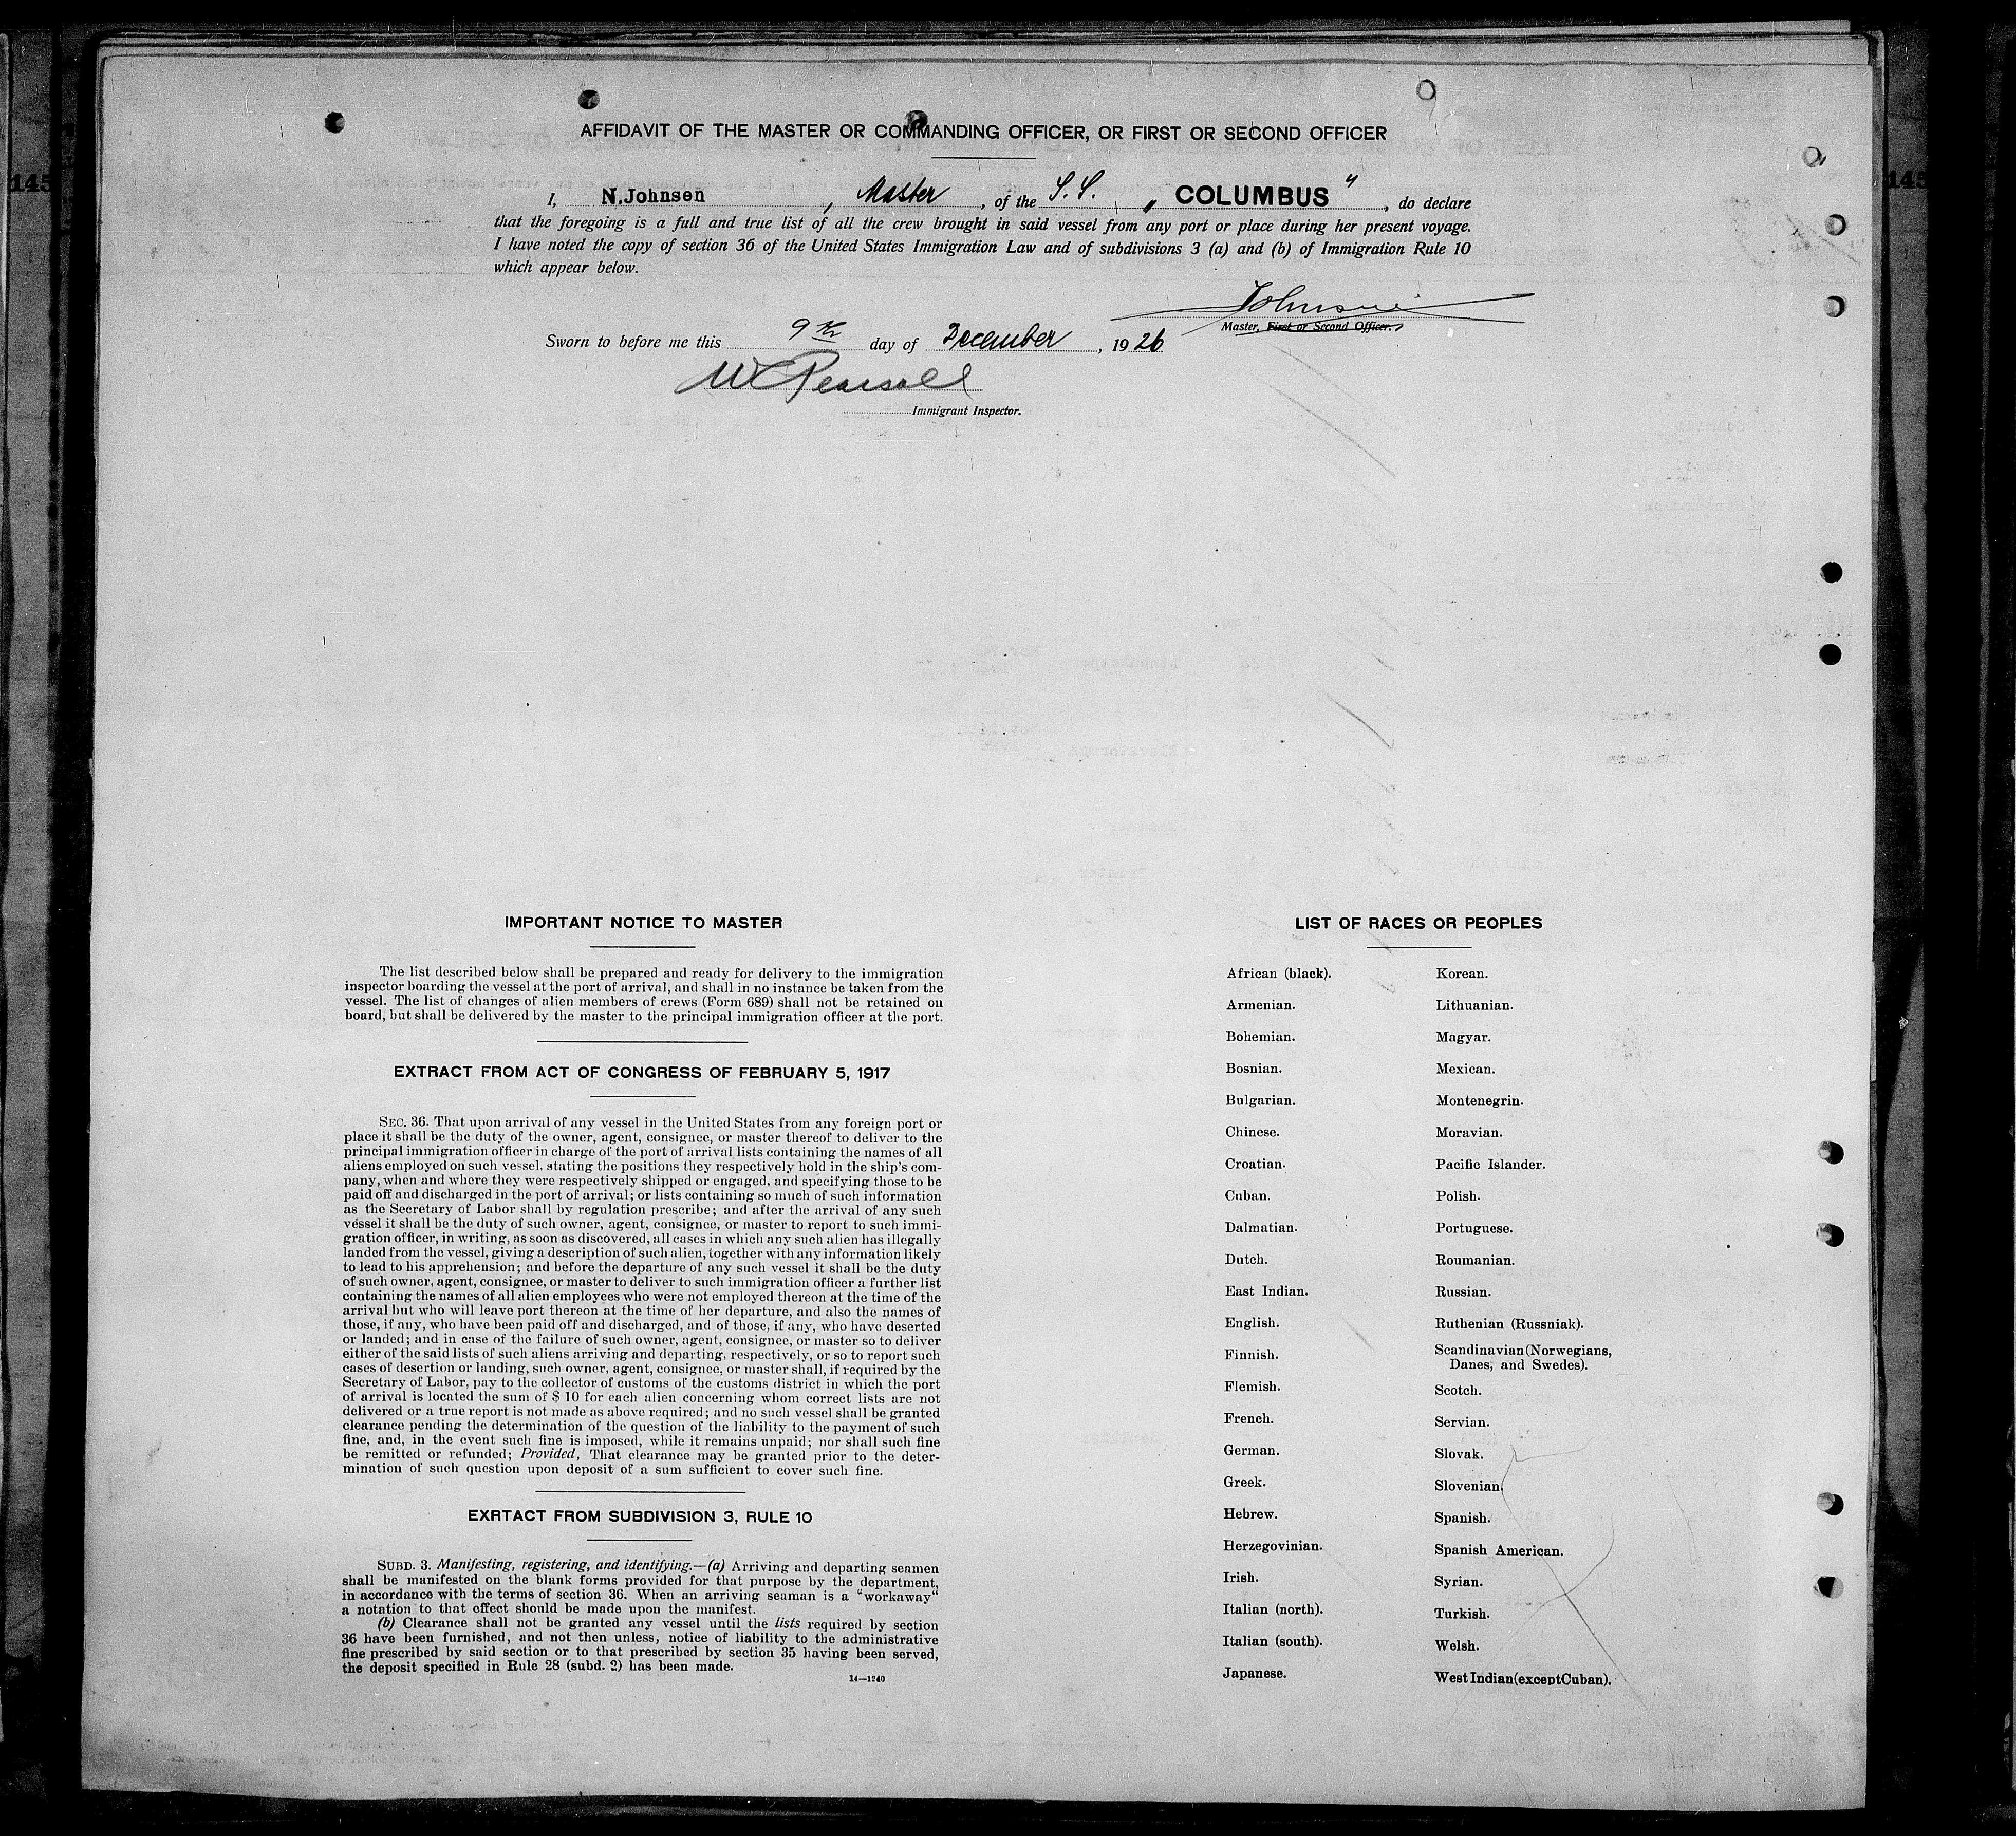 AFFIDAVIT OF THE MASTER OR COMMANDING OFFICER, OR FIRST OR SECOND OFFICER
I, N.Johnsen, Master, of the S.S. „COLUMBUS", do declare
that the foregoing is a full and true list of all the crew brought in said vessel from any port or place during her present voyage.
I have noted the copy of section 36 of the United States Immigration Law and of subdivisions 3 (a) and (b) of Immigration Rule 10
which appear below.
Johnsen
Master, First or Second Officer.
Sworn to before me this 9th day of December, 1926
W Pearsall
Immigrant Inspector.
145
145
IMPORTANT NOTICE TO MASTER
The list described below shall be prepared and ready for delivery to the immigration
inspector boarding the vessel at the port of arrival, and shall in no instance be taken from the
vessel. The list of changes of alien members of crews (Form 689) shall not be retained on
board, but shall be delivered by the master to the principal immigration officer at the port.
EXTRACT FROM ACT OF CONGRESS OF FEBRUARY 5, 1917
SEC. 36. That upon arrival of any vessel in the United States from any foreign port or
place it shall be the duty of the owner, agent, consignee, or master thereof to deliver to the
principal immigration officer in charge of the port of arrival lists containing the names of all
aliens employed on such vessel, stating the positions they respectively hold in the ship's com-
pany, when and where they were respectively shipped or engaged, and specifying those to be
paid off and discharged in the port of arrival; or lists containing so much of such information
as the Secretary of Labor shall by regulation prescribe; and after the arrival of any such
vessel it shall be the duty of such owner, agent, consignee, or master to report to such immi-
gration officer, in writing, as soon as discovered, all cases in which any such alien has illegally
landed from the vessel, giving a description of such alien, together with any information likely
to lead to his apprehension; and before the departure of any such vessel it shall be the duty
of such owner, agent, consignee, or master to deliver to such immigration officer a further list
containing the names of all alien employees who were not employed thereon at the time of the
arrival but who will leave port thereon at the time of her departure, and also the names of
those, if any, who have been paid off and discharged, and of those, if any, who have deserted
or landed; and in case of the failure of such owner, agent, consignee, or master so to deliver
either of the said lists of such aliens arriving and departing, respectively, or so to report such
cases of desertion or landing, such owner, agent, consignee, or master shall, if required by the
Secretary of Labor, pay to the collector of customs of the customs district in which the port
of arrival is located the sum of $ 10 for each alien concerning whom correct lists are not
delivered or a true report is not made as above required; and no such vessel shall be granted
clearance pending the determination of the question of the liability to the payment of such
fine, and, in the event such fine is imposed, while it remains unpaid; nor shall such fine
be remitted or refunded; Provided, That clearance may be granted prior to the deter-
mination of such question upon deposit of a sum sufficient to cover such fine.
EXRTACT FROM SUBDIVISION 3, RULE 10
SUBD. 3. Manifesting, registering, and identifying.—(a) Arriving and departing seamen
shall be manifested on the blank forms provided for that purpose by the department,
in accordance with the terms of section 36. When an arriving seaman is a "workaway"
a notation to that effect should be made upon the manifest.
(b) Clearance shall not be granted any vessel until the lists required by section
36 have been furnished, and not then unless, notice of liability to the administrative
fine prescribed by said section or to that prescribed by section 35 having been served,
the deposit specified in Rule 28 (subd. 2) has been made.
14—1240
LIST OF RACES OR PEOPLES
African (black).
Armenian.
Bohemian.
Bosnian.
Bulgarian.
Chinese.
Croatian.
Cuban.
Dalmatian.
Dutch.
East Indian.
English.
Finnish.
Flemish.
French.
German.
Greek.
Hebrew.
Herzegovinian.
Irish.
Italian (north).
Italian (south).
Japanese.
Korean.
Lithuanian.
Magyar.
Mexican.
Montenegrin.
Moravian.
Pacific Islander.
Polish.
Portuguese.
Roumanian.
Russian.
Ruthenian (Russniak).
Scandinavian (Norwegians,
Danes, and Swedes).
Scotch.
Servian.
Slovak.
Slovenian.
Spanish.
Spanish American.
Syrian.
Turkish.
Welsh.
West Indian (except Cuban).